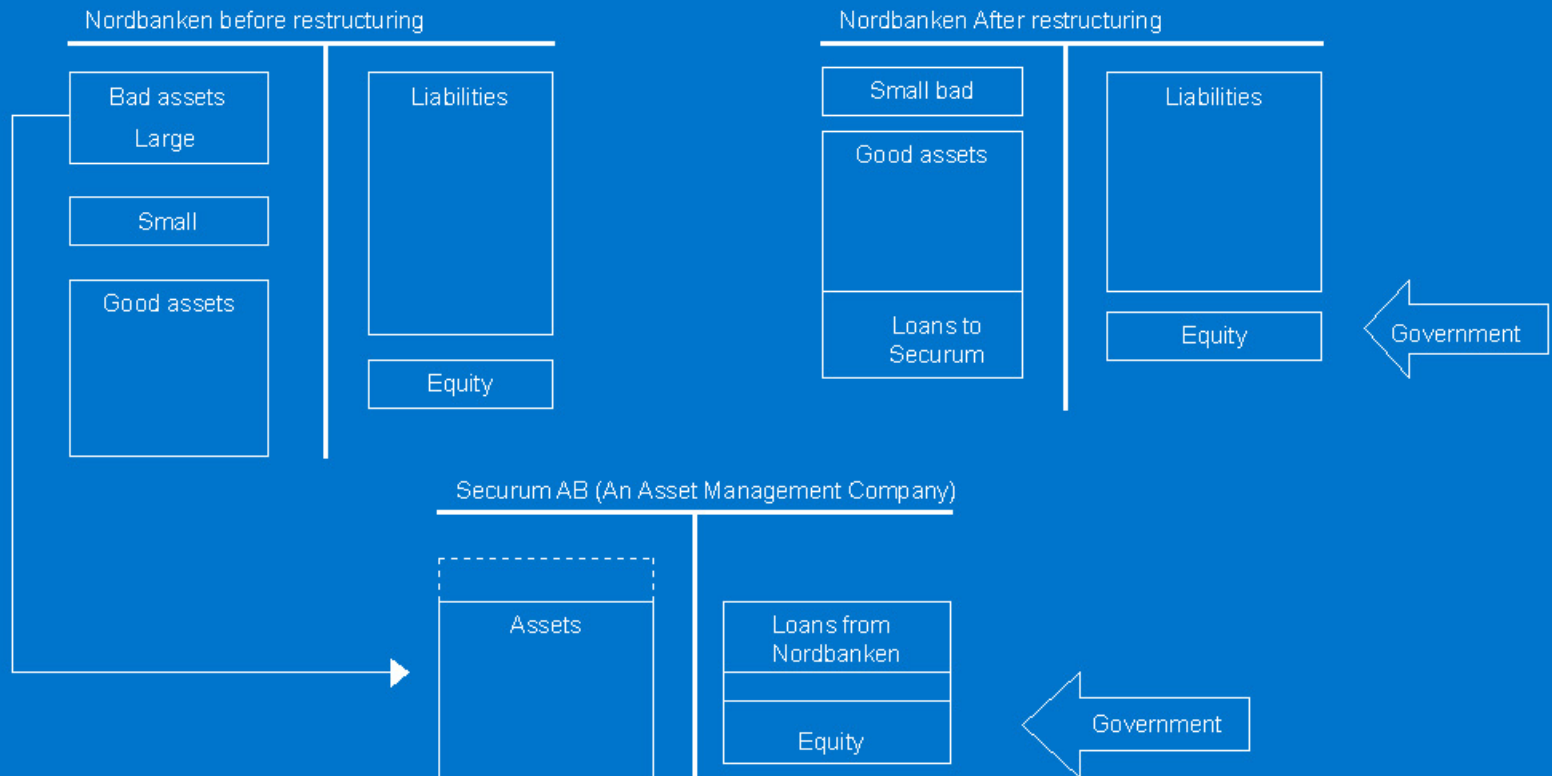 Nordbanken before restructuring
Bad assets
Large
Small
Good assets
Liabilities
Equity
Nordbanken After restructuring
Small bad
Good assets
Loans to
Securum
Liabilities
Equity
Government
Securum AB (An Asset Management Company)
Assets
Loans from
Nordbanken
Equity
Government